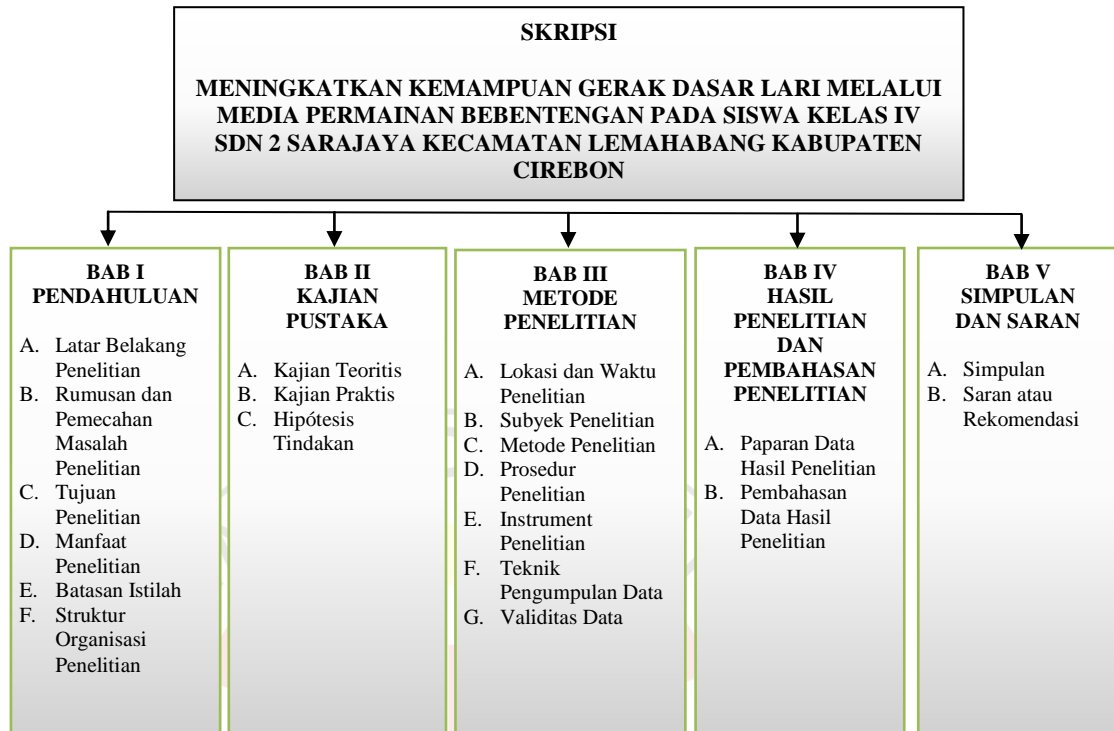 SKRIPSI
MENINGKATKAN KEMAMPUAN GERAK DASAR LARI MELALUI
MEDIA PERMAINAN BEBENTENGAN PADA SISWA KELAS IV
SDN 2 SARAJAYA KECAMATAN LEMAHABANG KABUPATEN
CIREBON
BAB I
PENDAHULUAN
A. Latar Belakang
Penelitian
B. Rumusan dan
Pemecahan
Masalah
Penelitian
C. Tujuan
Penelitian
D. Manfaat
Penelitian
E. Batasan Istilah
F. Struktur
Organisasi
Penelitian
BAB II
KAJIAN
PUSTAKA
A. Kajian Teoritis
B. Kajian Praktis
C. Hipótesis
Tindakan
BAB III
METODE
PENELITIAN
A. Lokasi dan Waktu
Penelitian
B. Subyek Penelitian
C. Metode Penelitian
D. Prosedur
Penelitian
E. Instrument
Penelitian
F. Teknik
Pengumpulan Data
G. Validitas Data
BAB IV
HASIL
PENELITIAN
DAN
PEMBAHASAN
PENELITIAN
A. Paparan Data
Hasil Penelitian
B. Pembahasan
Data Hasil
Penelitian
BAB V
SIMPULAN
DAN SARAN
A. Simpulan
B. Saran atau
Rekomendasi